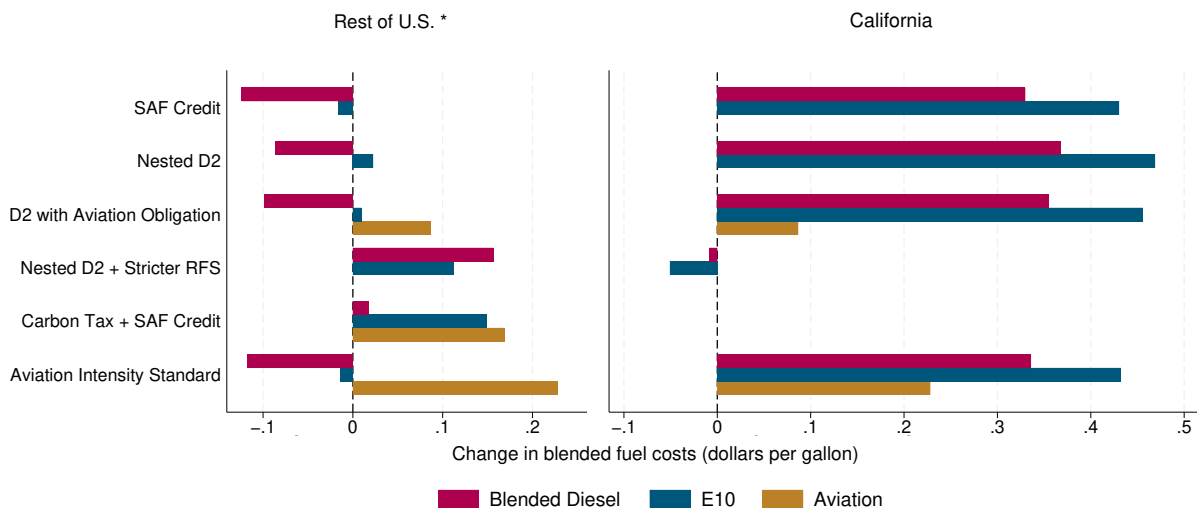 Rest of U.S. *
California
SAF Credit
Nested D2
D2 with Aviation Obligation
Nested D2 + Stricter RFS
Carbon Tax + SAF Credit
Aviation Intensity Standard
−.1 0 .1 .2
−.1 0 .1 .2 .3 .4 .5
Change in blended fuel costs (dollars per gallon)
Blended Diesel E10 Aviation